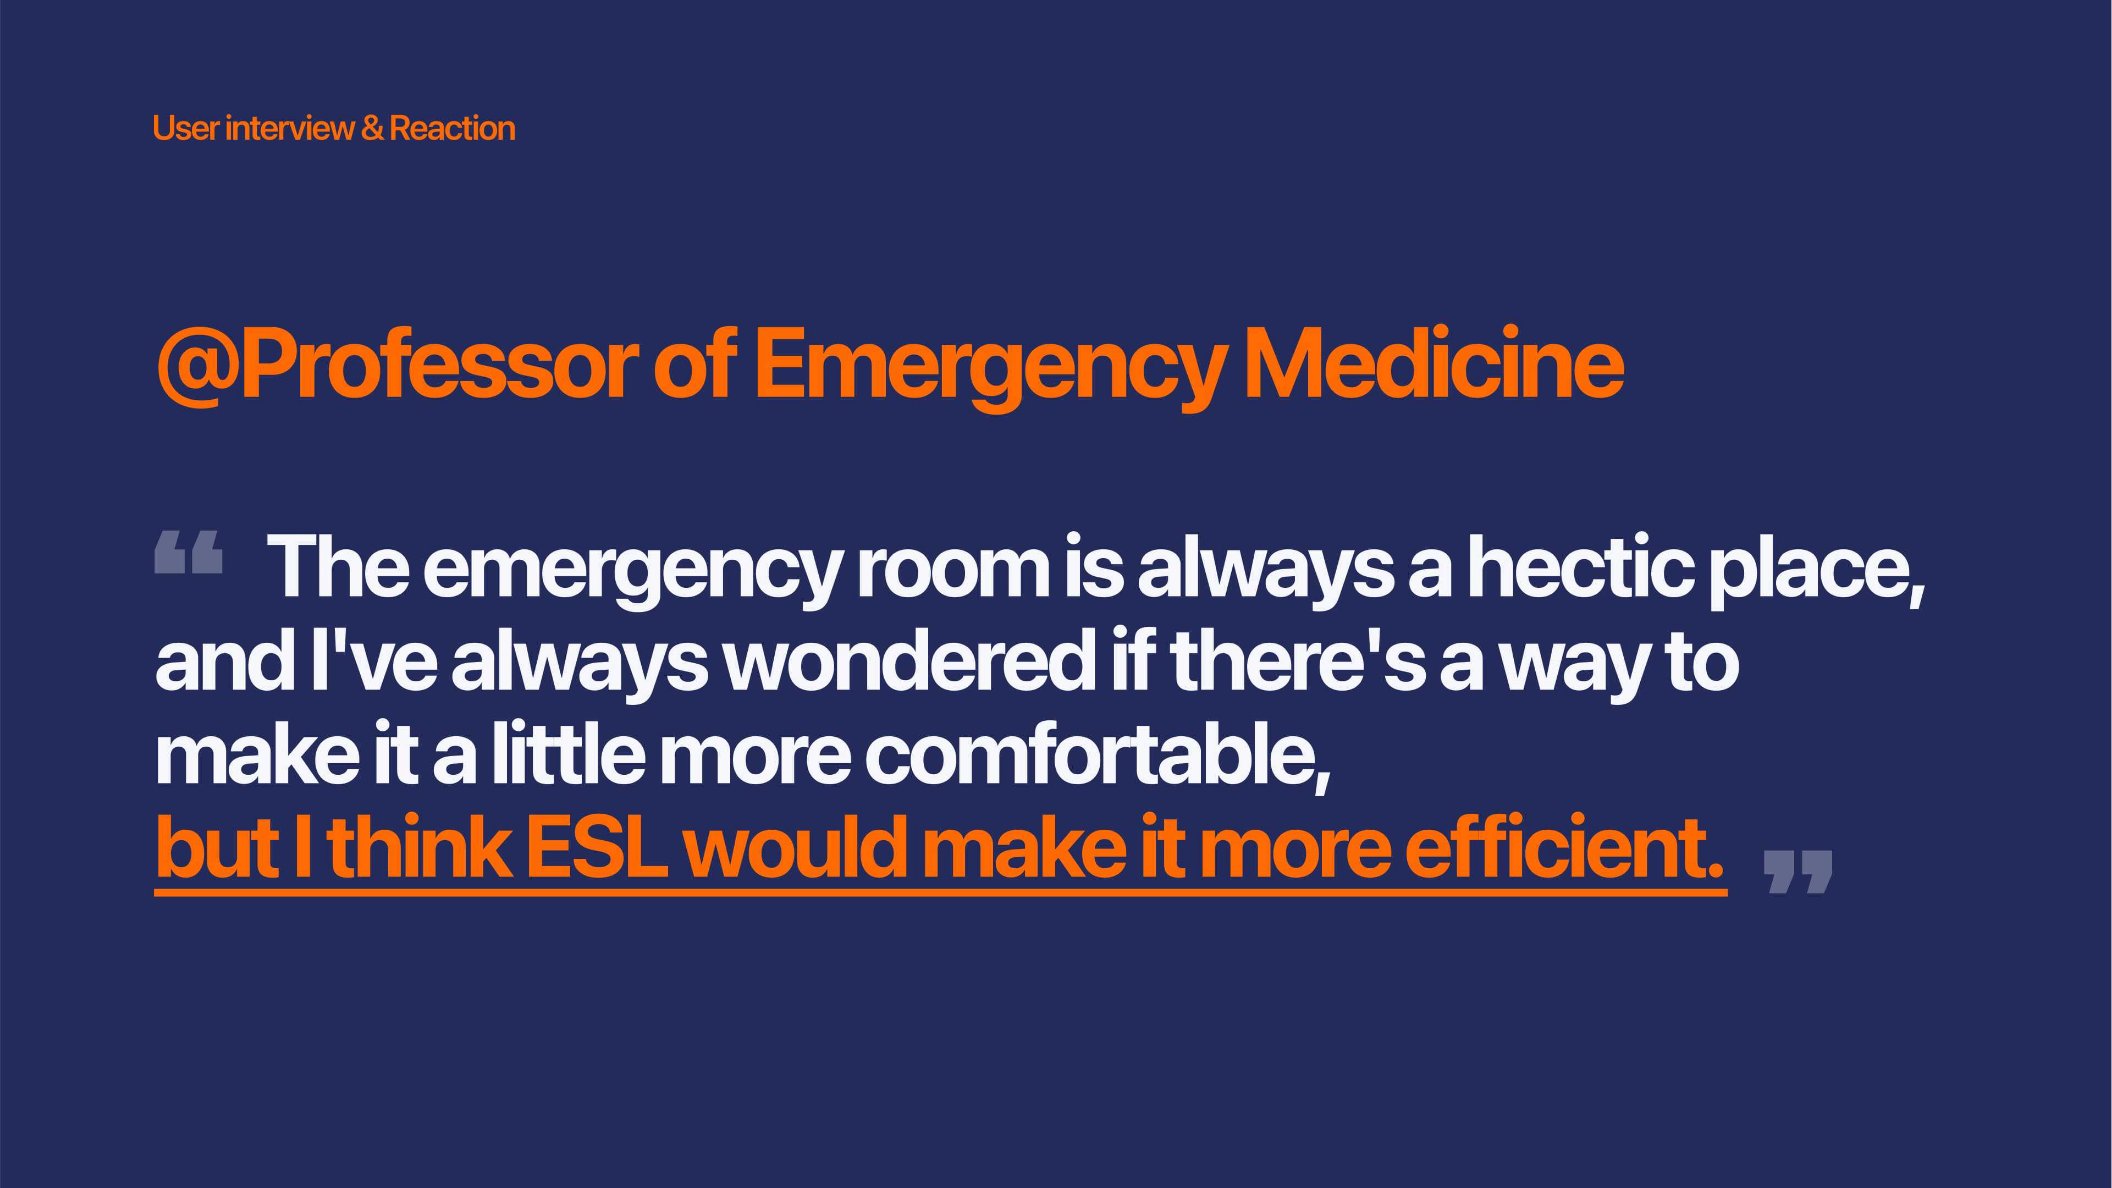 User interview & Reaction
@Professor of Emergency Medicine
“ The emergency room is always a hectic place,
and I've always wondered if there's a way to
make it a little more comfortable,
but I think ESL would make it more efficient. ”